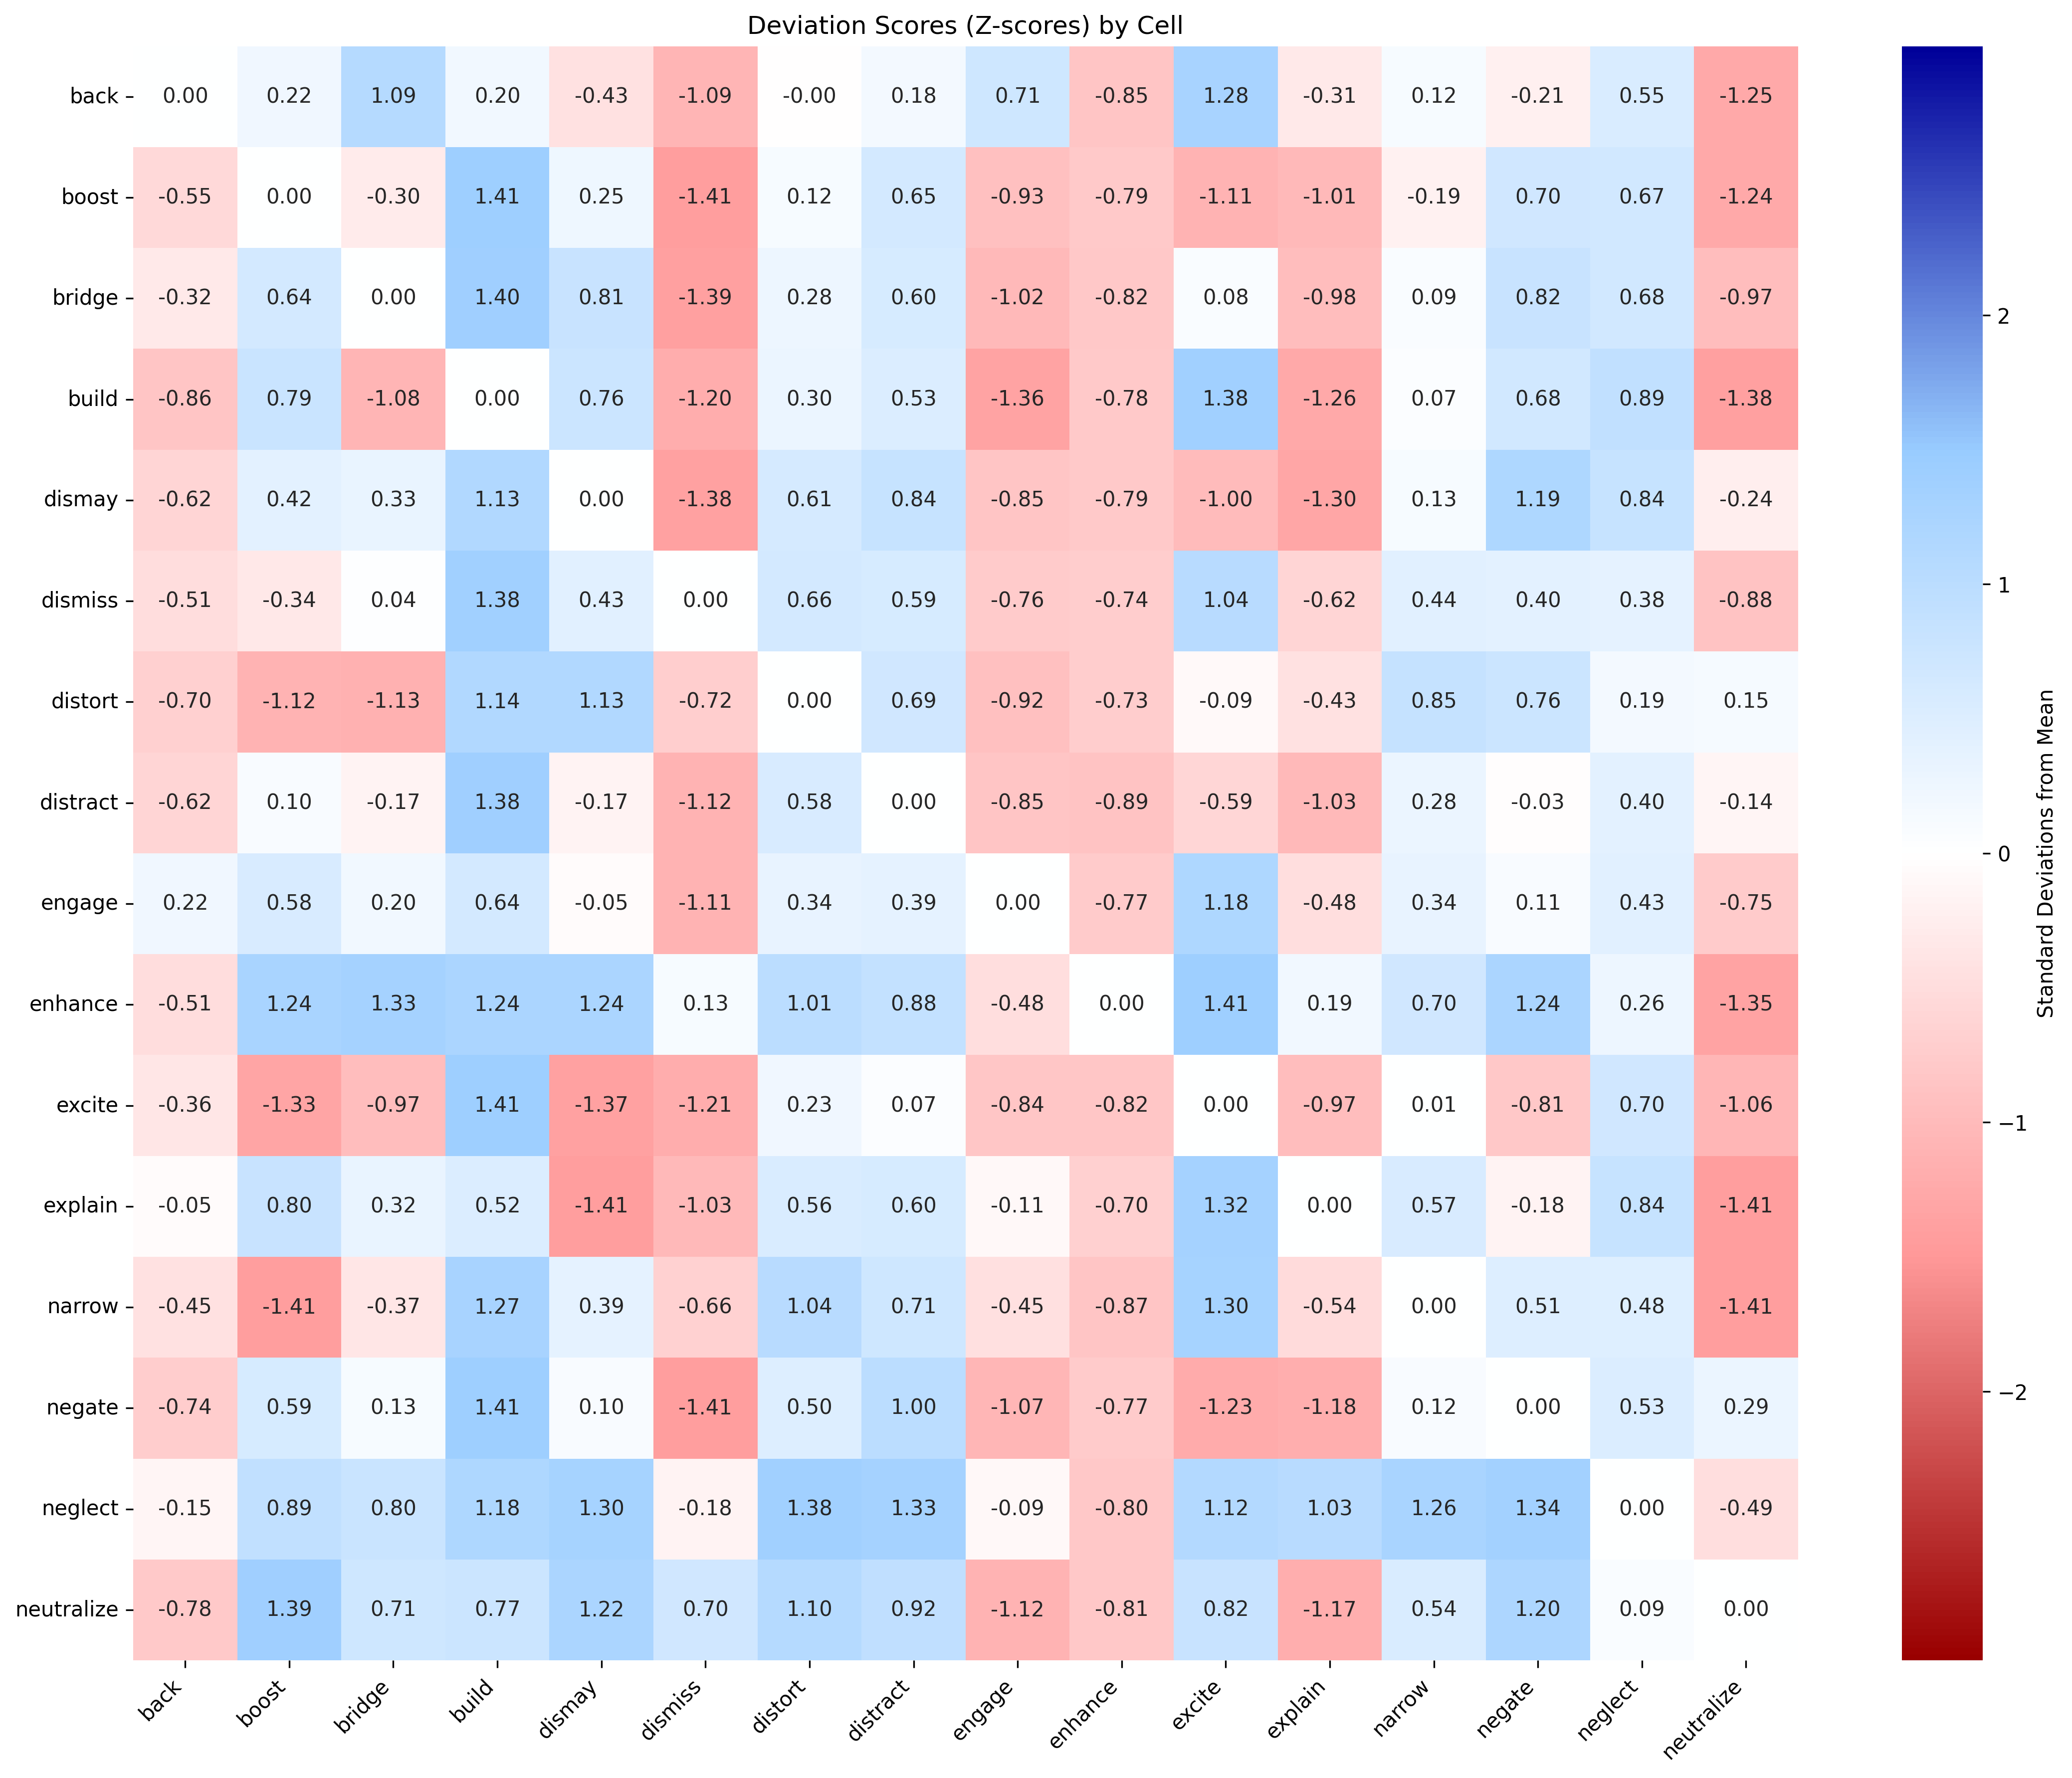 Deviation Scores (Z-scores) by Cell
back 0.00 0.22 1.09 0.20 -0.43 -1.09 -0.00 0.18 0.71 -0.85 1.28 -0.31 0.12 -0.21 0.55 -1.25
boost -0.55 0.00 -0.30 1.41 0.25 -1.41 0.12 0.65 -0.93 -0.79 -1.11 -1.01 -0.19 0.70 0.67 -1.24
bridge -0.32 0.64 0.00 1.40 0.81 -1.39 0.28 0.60 -1.02 -0.82 0.08 -0.98 0.09 0.82 0.68 -0.97
build -0.86 0.79 -1.08 0.00 0.76 -1.20 0.30 0.53 -1.36 -0.78 1.38 -1.26 0.07 0.68 0.89 -1.38
dismay -0.62 0.42 0.33 1.13 0.00 -1.38 0.61 0.84 -0.85 -0.79 -1.00 -1.30 0.13 1.19 0.84 -0.24
dismiss -0.51 -0.34 0.04 1.38 0.43 0.00 0.66 0.59 -0.76 -0.74 1.04 -0.62 0.44 0.40 0.38 -0.88
distort -0.70 -1.12 -1.13 1.14 1.13 -0.72 0.00 0.69 -0.92 -0.73 -0.09 -0.43 0.85 0.76 0.19 0.15
distract -0.62 0.10 -0.17 1.38 -0.17 -1.12 0.58 0.00 -0.85 -0.89 -0.59 -1.03 0.28 -0.03 0.40 -0.14
engage 0.22 0.58 0.20 0.64 -0.05 -1.11 0.34 0.39 0.00 -0.77 1.18 -0.48 0.34 0.11 0.43 -0.75
enhance -0.51 1.24 1.33 1.24 1.24 0.13 1.01 0.88 -0.48 0.00 1.41 0.19 0.70 1.24 0.26 -1.35
excite -0.36 -1.33 -0.97 1.41 -1.37 -1.21 0.23 0.07 -0.84 -0.82 0.00 -0.97 0.01 -0.81 0.70 -1.06
explain -0.05 0.80 0.32 0.52 -1.41 -1.03 0.56 0.60 -0.11 -0.70 1.32 0.00 0.57 -0.18 0.84 -1.41
narrow -0.45 -1.41 -0.37 1.27 0.39 -0.66 1.04 0.71 -0.45 -0.87 1.30 -0.54 0.00 0.51 0.48 -1.41
negate -0.74 0.59 0.13 1.41 0.10 -1.41 0.50 1.00 -1.07 -0.77 -1.23 -1.18 0.12 0.00 0.53 0.29
neglect -0.15 0.89 0.80 1.18 1.30 -0.18 1.38 1.33 -0.09 -0.80 1.12 1.03 1.26 1.34 0.00 -0.49
neutralize -0.78 1.39 0.71 0.77 1.22 0.70 1.10 0.92 -1.12 -0.81 0.82 -1.17 0.54 1.20 0.09 0.00
back boost bridge build dismay dismiss distort distract engage enhance excite explain narrow negate neglect neutralize
2
1
0
−1
−2
Standard Deviations from Mean